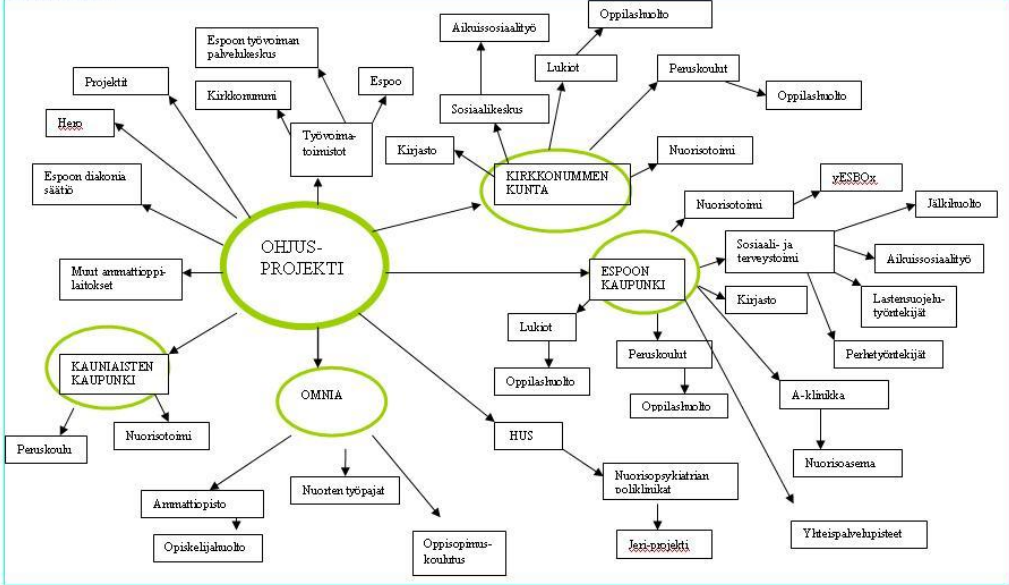 Oppilashuolto
Aikuissosiaalityö
Espoon työvoiman
palvelukeskus
Lukiot
Peruskoulut
Projektit
Espoo
Kirkkonummi
Oppilashuolto
Sosiaalikeskus
Hero
Työvoima-
toimistot
Kirjasto
Nuorisotoimi
Espoon diakonia
säätiö
KIRKKONUMMEN
KUNTA
yESBOx
Nuorisotoimi
Jälkihuolto
OHJUS-
PROJEKTI
Sosiaali- ja
terveystoimi
Aikuissosiaalityö
Muut ammattioppi-
laitokset
ESPOON
KAUPUNKI
Kirjasto
Lastensuojelu-
työntekijät
Lukiot
Perhetyöntekijät
Peruskoulut
KAUNIAISTEN
KAUPUNKI
Oppilashuolto
OMNIA
A-klinikka
Oppilashuolto
Nuorisotoimi
HUS
Peruskoulu
Nuorisoasema
Nuorten työpajat
Nuorisopsykiatrian
poliklinikat
Ammattiopisto
Opiskelijahuolto
Oppisopimus-
koulutus
Jeri-projekti
Yhteispalvelupisteet